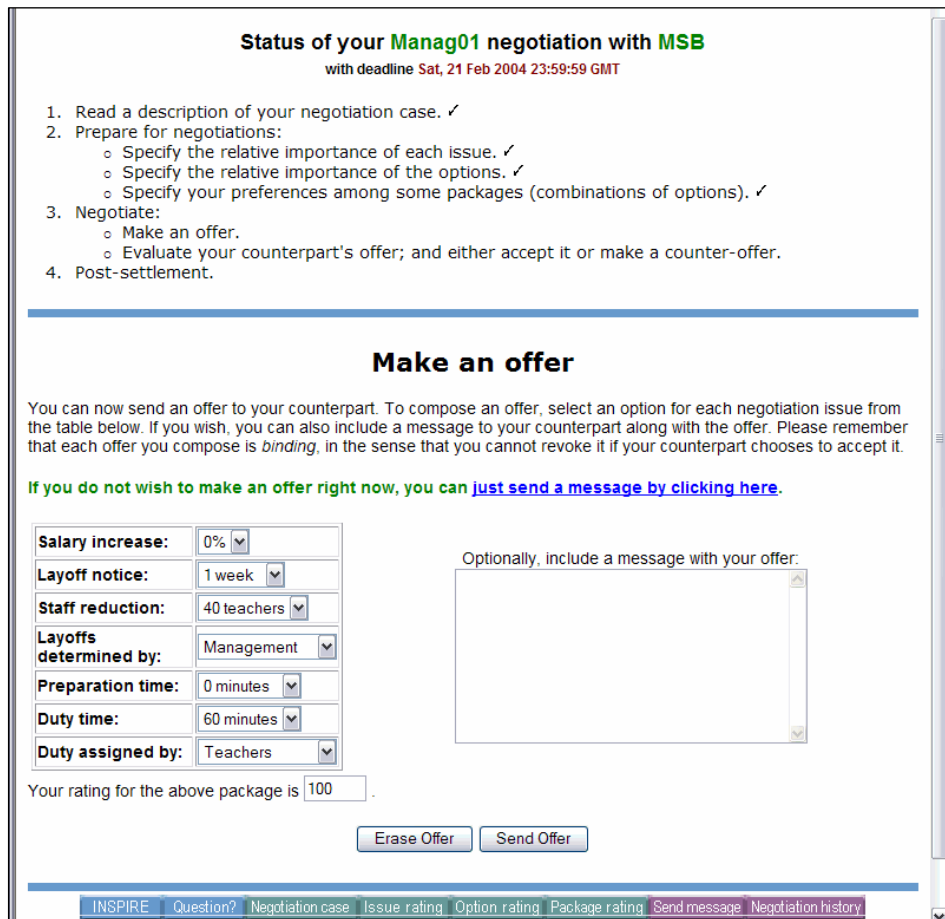 Status of your Manag01 negotiation with MSB
with deadline Sat, 21 Feb 2004 23:59:59 GMT
1. Read a description of your negotiation case. ✓
2. Prepare for negotiations:
o Specify the relative importance of each issue. ✓
o Specify the relative importance of the options. ✓
o Specify your preferences among some packages (combinations of options). ✓
3. Negotiate:
o Make an offer.
o Evaluate your counterpart's offer; and either accept it or make a counter-offer.
4. Post-settlement.
Make an offer
You can now send an offer to your counterpart. To compose an offer, select an option for each negotiation issue from
the table below. If you wish, you can also include a message to your counterpart along with the offer. Please remember
that each offer you compose is binding, in the sense that you cannot revoke it if your counterpart chooses to accept it.
If you do not wish to make an offer right now, you can just send a message by clicking here.
Salary increase: 0%
Layoff notice: 1 week
Staff reduction: 40 teachers
Layoffs
determined by: Management
Preparation time: 0 minutes
Duty time: 60 minutes
Duty assigned by: Teachers
Optionally, include a message with your offer:
Your rating for the above package is 100 .
Erase Offer Send Offer
INSPIRE Question? Negotiation case Issue rating Option rating Package rating Send message Negotiation history